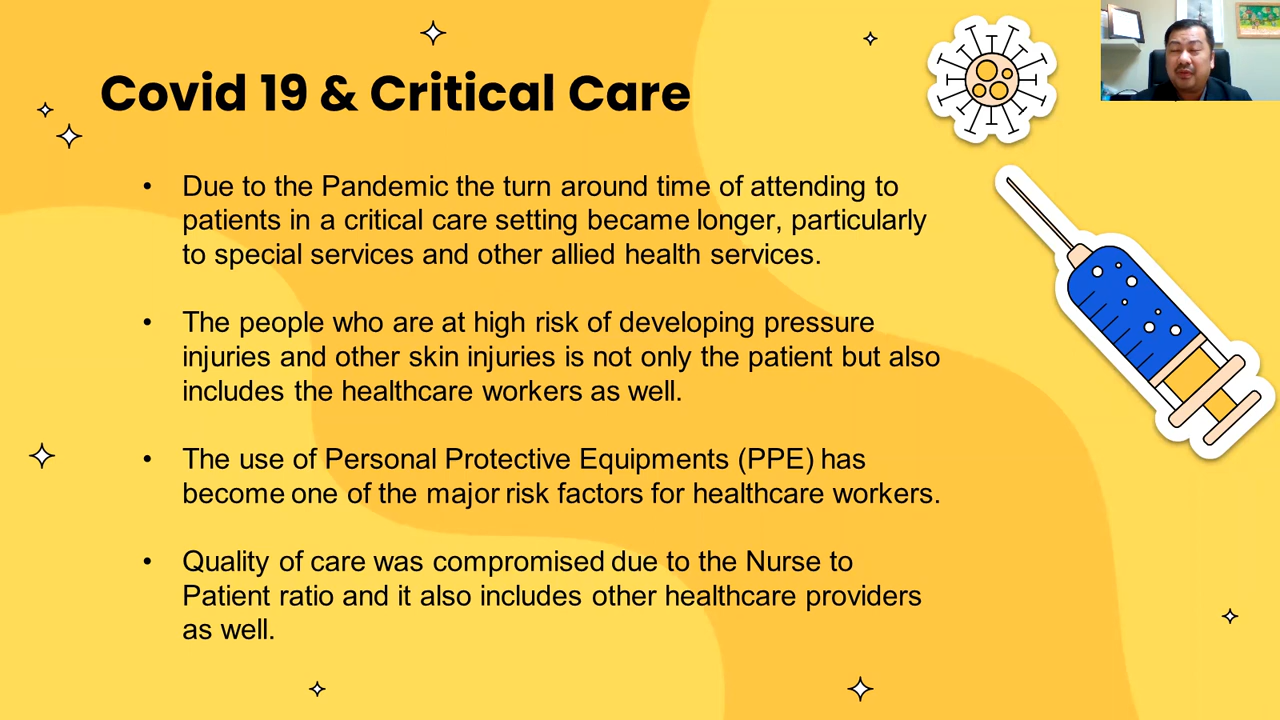 Covid 19 & Critical Care
• Due to the Pandemic the turn around time of attending to
patients in a critical care setting became longer, particularly
to special services and other allied health services.
• The people who are at high risk of developing pressure
injuries and other skin injuries is not only the patient but also
includes the healthcare workers as well.
• The use of Personal Protective Equipments (PPE) has
become one of the major risk factors for healthcare workers.
• Quality of care was compromised due to the Nurse to
Patient ratio and it also includes other healthcare providers
as well.